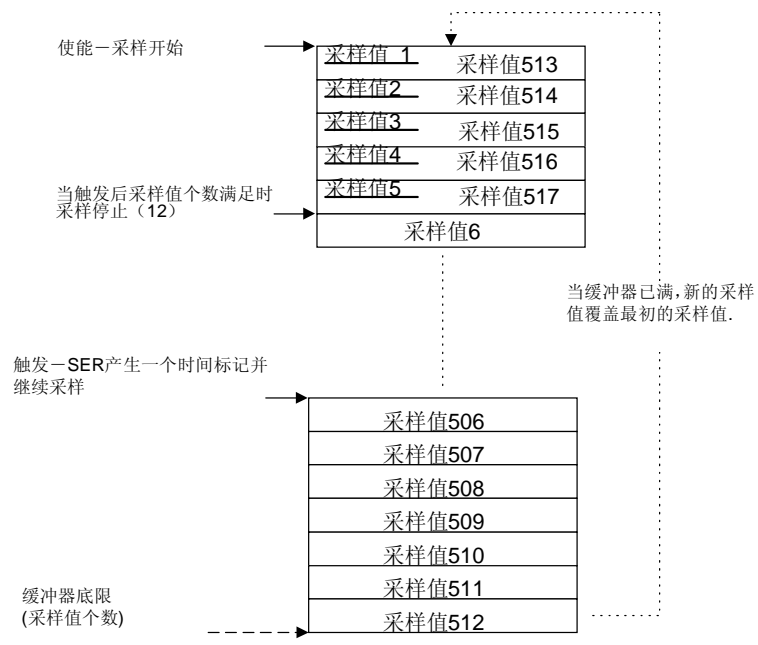 使能－采样开始
采样值 1 采样值513
采样值2 采样值514
采样值3 采样值515
采样值4 采样值516
采样值5 采样值517
当触发后采样值个数满足时
采样停止（12）
采样值6
当缓冲器已满,新的采样
值覆盖最初的采样值.
触发－SER产生一个时间标记并
继续采样
采样值506
采样值507
采样值508
采样值509
采样值510
采样值511
采样值512
缓冲器底限
(采样值个数)